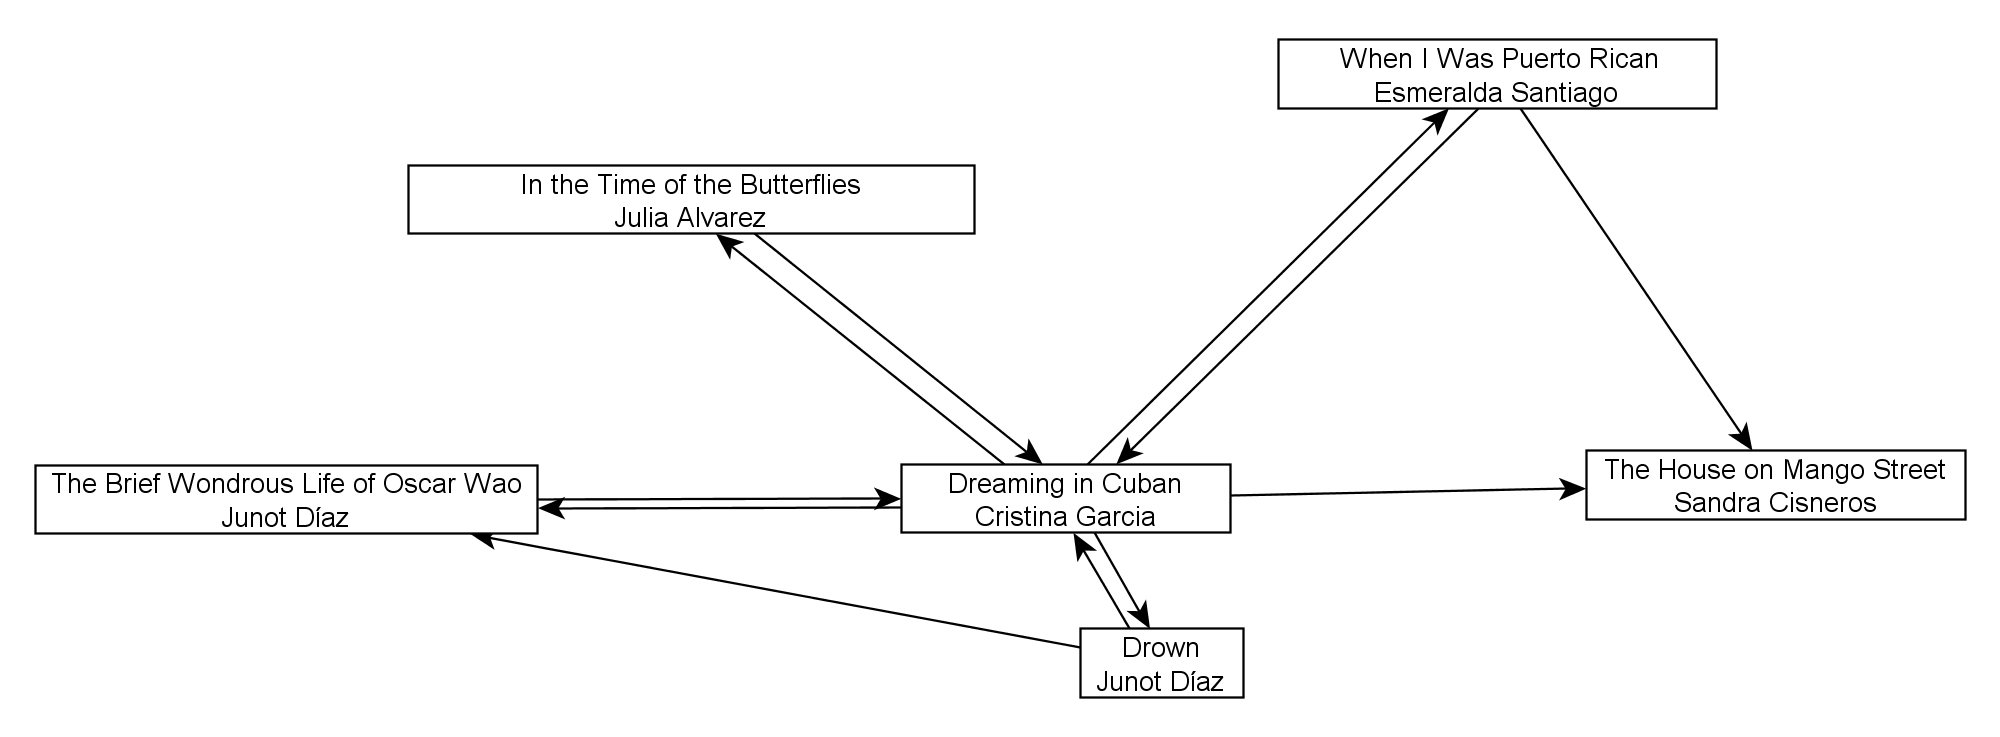 When I Was Puerto Rican
Esmeralda Santiago
In the Time of the Butterflies
Julia Alvarez
The Brief Wondrous Life of Oscar Wao
Junot Díaz
Dreaming in Cuban
Cristina Garcia
The House on Mango Street
Sandra Cisneros
Drown
Junot Díaz